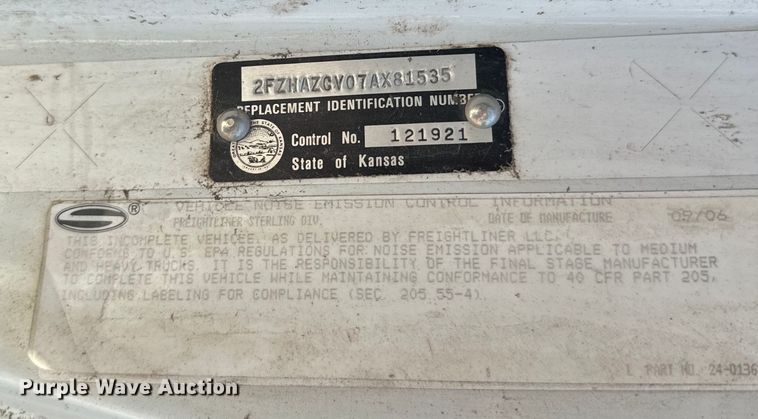 2FZHAZCV07AX81535
REPLACEMENT IDENTIFICATION NUMBER
Control No. 121921
State of Kansas
VEHICLE NOISE EMISSION CONTROL INFORMATION
FREIGHTLINER STERLING DIV. DATE OF MANUFACTURE 09/06
THIS INCOMPLETE VEHICLE, AS DELIVERED BY FREIGHTLINER LLC,
CONFORMS TO U.S. EPA REGULATIONS FOR NOISE EMISSION APPLICABLE TO MEDIUM
AND HEAVY TRUCKS. IT IS THE RESPONSIBILITY OF THE FINAL STAGE MANUFACTURER
TO COMPLETE THIS VEHICLE WHILE MAINTAINING CONFORMANCE TO 40 CFR PART 205,
INCLUDING LABELING FOR COMPLIANCE (SEC. 205.55-4).
PART NO. 24-0136
Purple Wave Auction